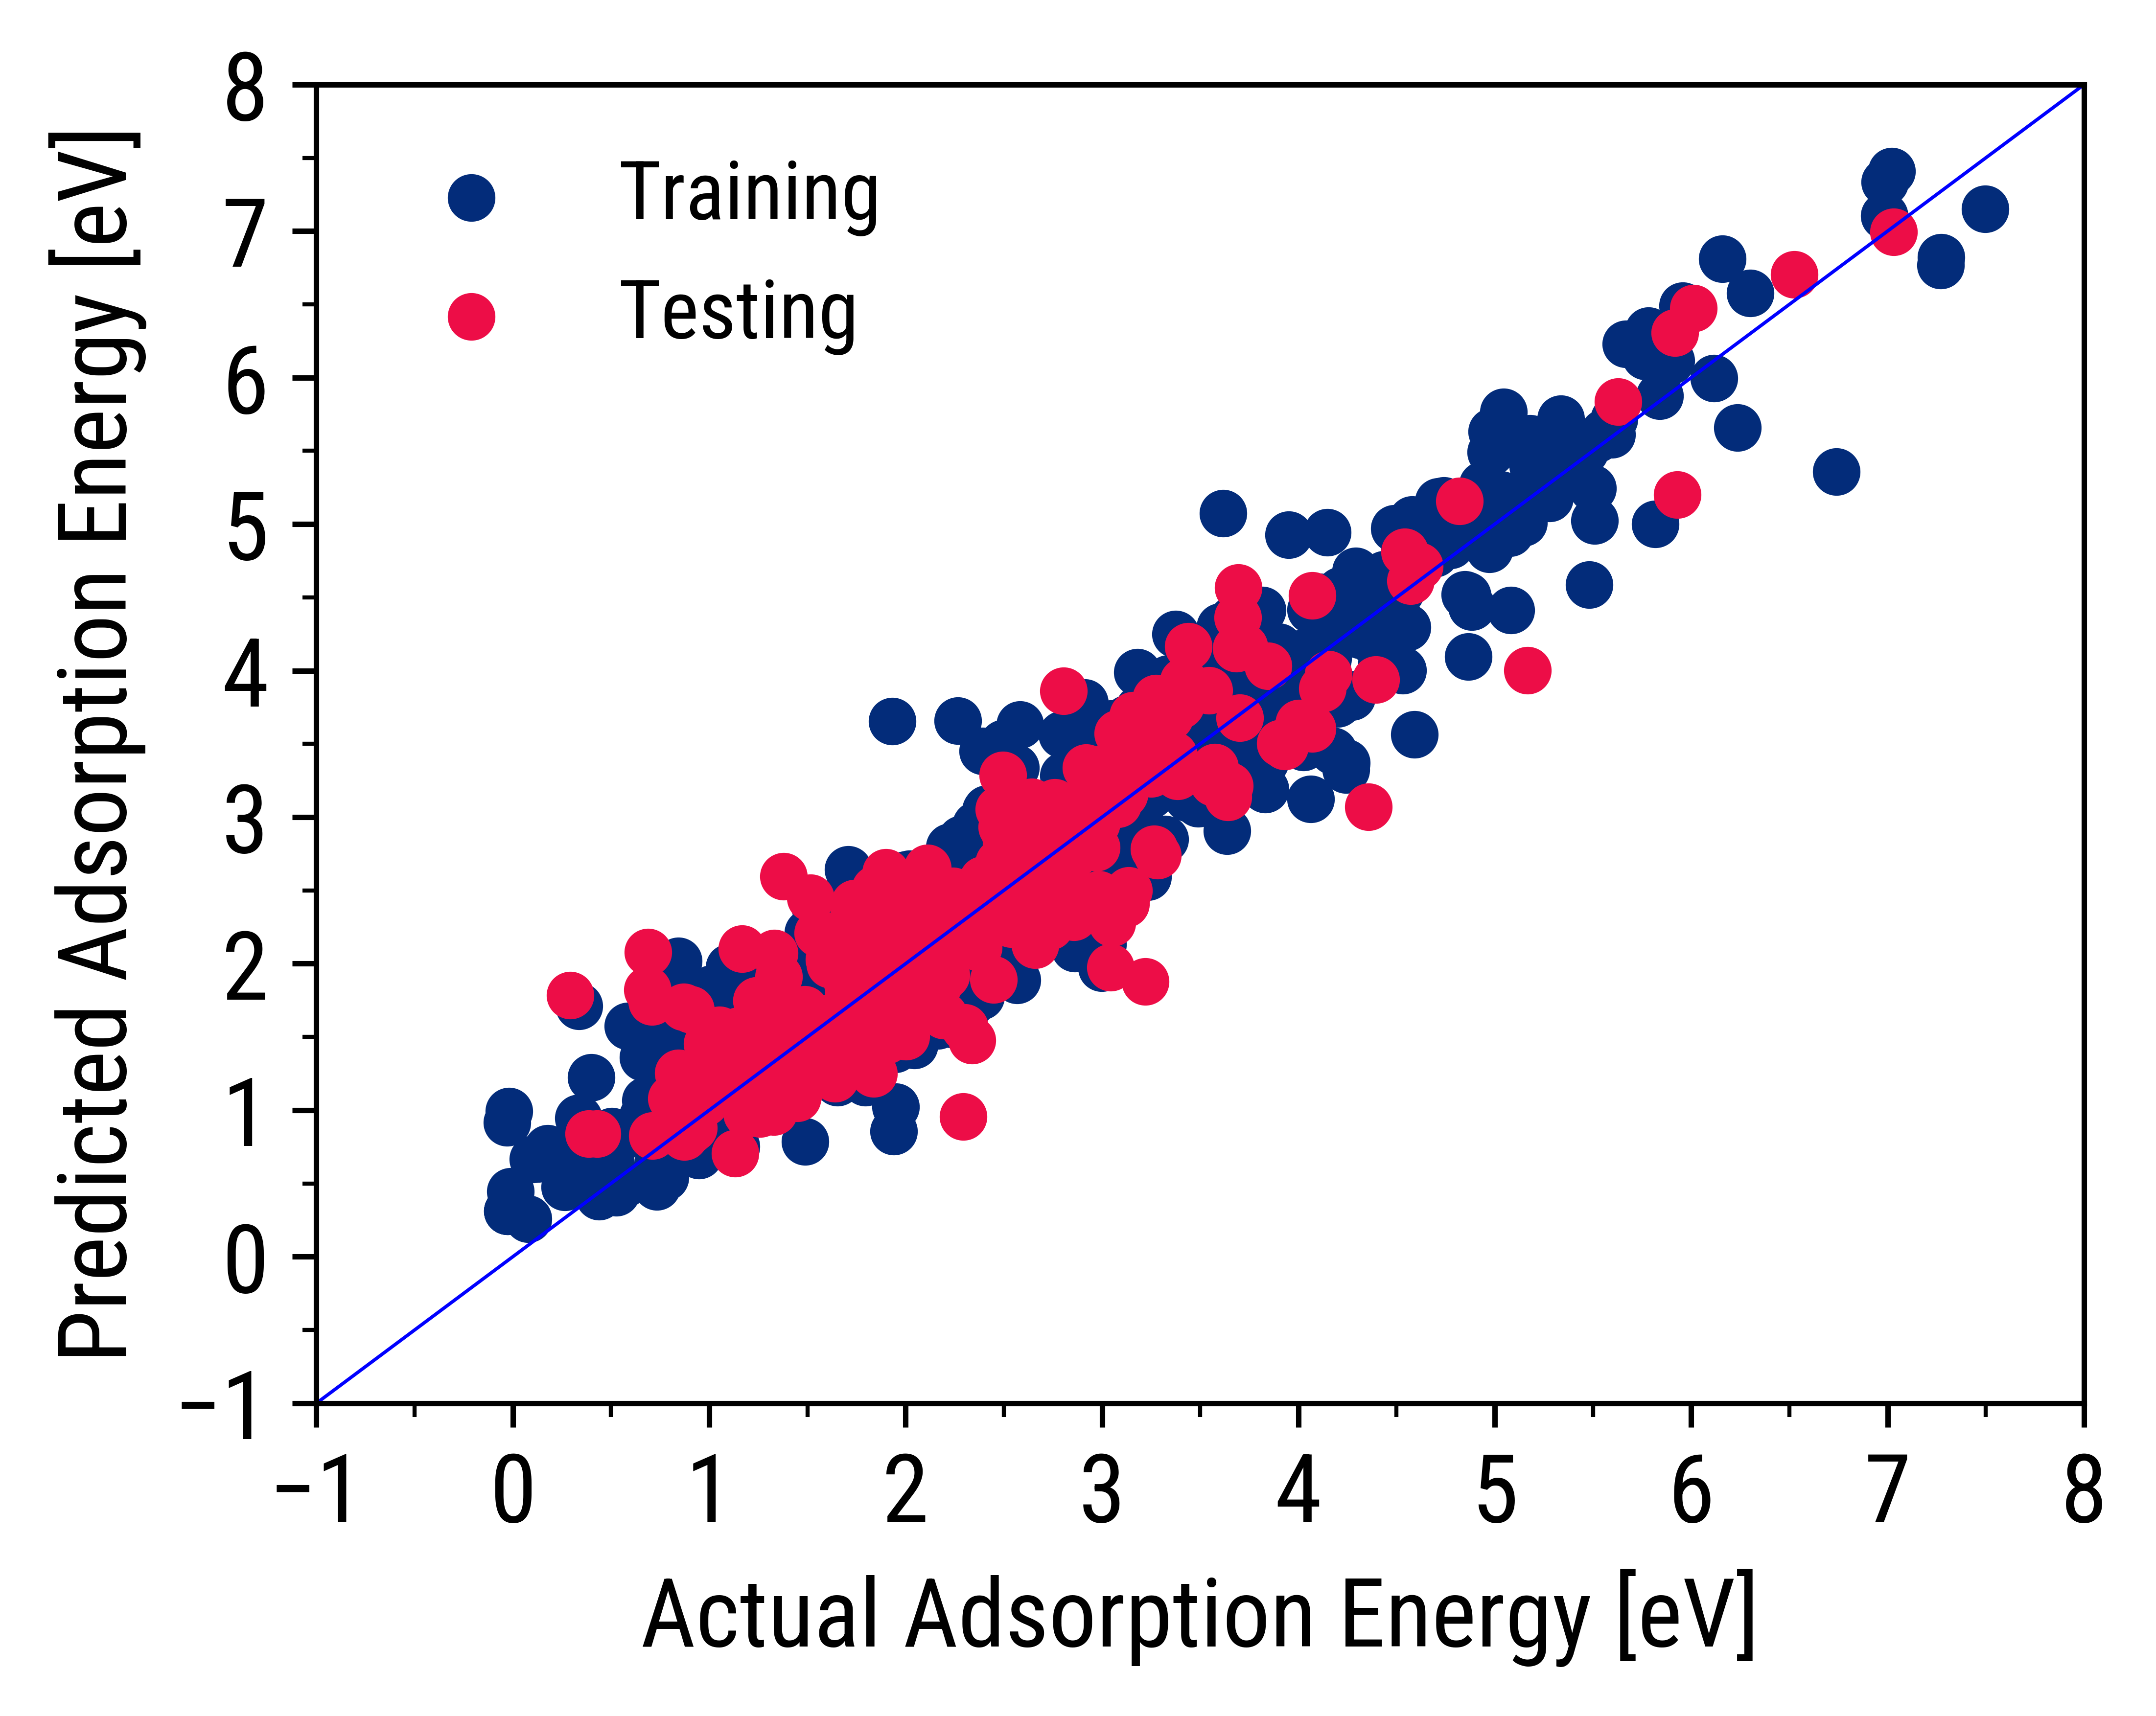 Predicted Adsorption Energy [eV]
8
7
6
5
4
3
2
1
0
−1
Training
Testing
−1 0 1 2 3 4 5 6 7 8
Actual Adsorption Energy [eV]